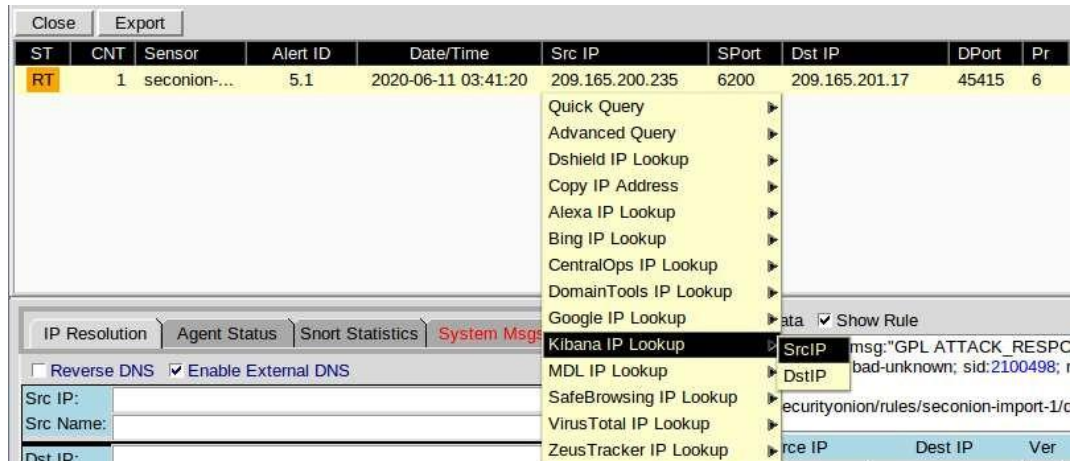 Close Export
ST CNT Sensor Alert ID Date/Time Src IP SPort Dst IP DPort Pr
RT 1 seconion-... 5.1 2020-06-11 03:41:20 209.165.200.235 6200 209.165.201.17 45415 6
Quick Query
Advanced Query
Dshield IP Lookup
Copy IP Address
Alexa IP Lookup
Bing IP Lookup
CentralOps IP Lookup
DomainTools IP Lookup
Google IP Lookup
Kibana IP Lookup
MDL IP Lookup
SafeBrowsing IP Lookup
VirusTotal IP Lookup
ZeusTracker IP Lookup
SrcIP
DstIP
IP Resolution Agent Status Snort Statistics System Msgs
Reverse DNS Enable External DNS
Src IP:
Src Name:
Dst IP:
ata Show Rule
msg:"GPL ATTACK_RESPO
bad-unknown; sid:2100498; r
ecurityonion/rules/seconion-import-1/
rce IP Dest IP Ver